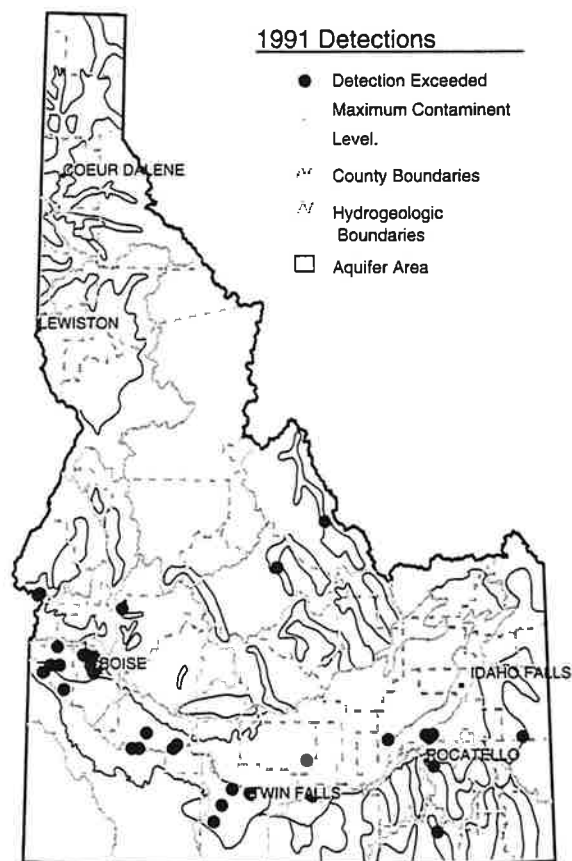 1991 Detections
Detection Exceeded
Maximum Contaminent
Level.
County Boundaries
Hydrogeologic
Boundaries
Aquifer Area
COEUR DALENE
LEWISTON
BOISE
IDAHO FALLS
POCATELLO
TWIN FALLS